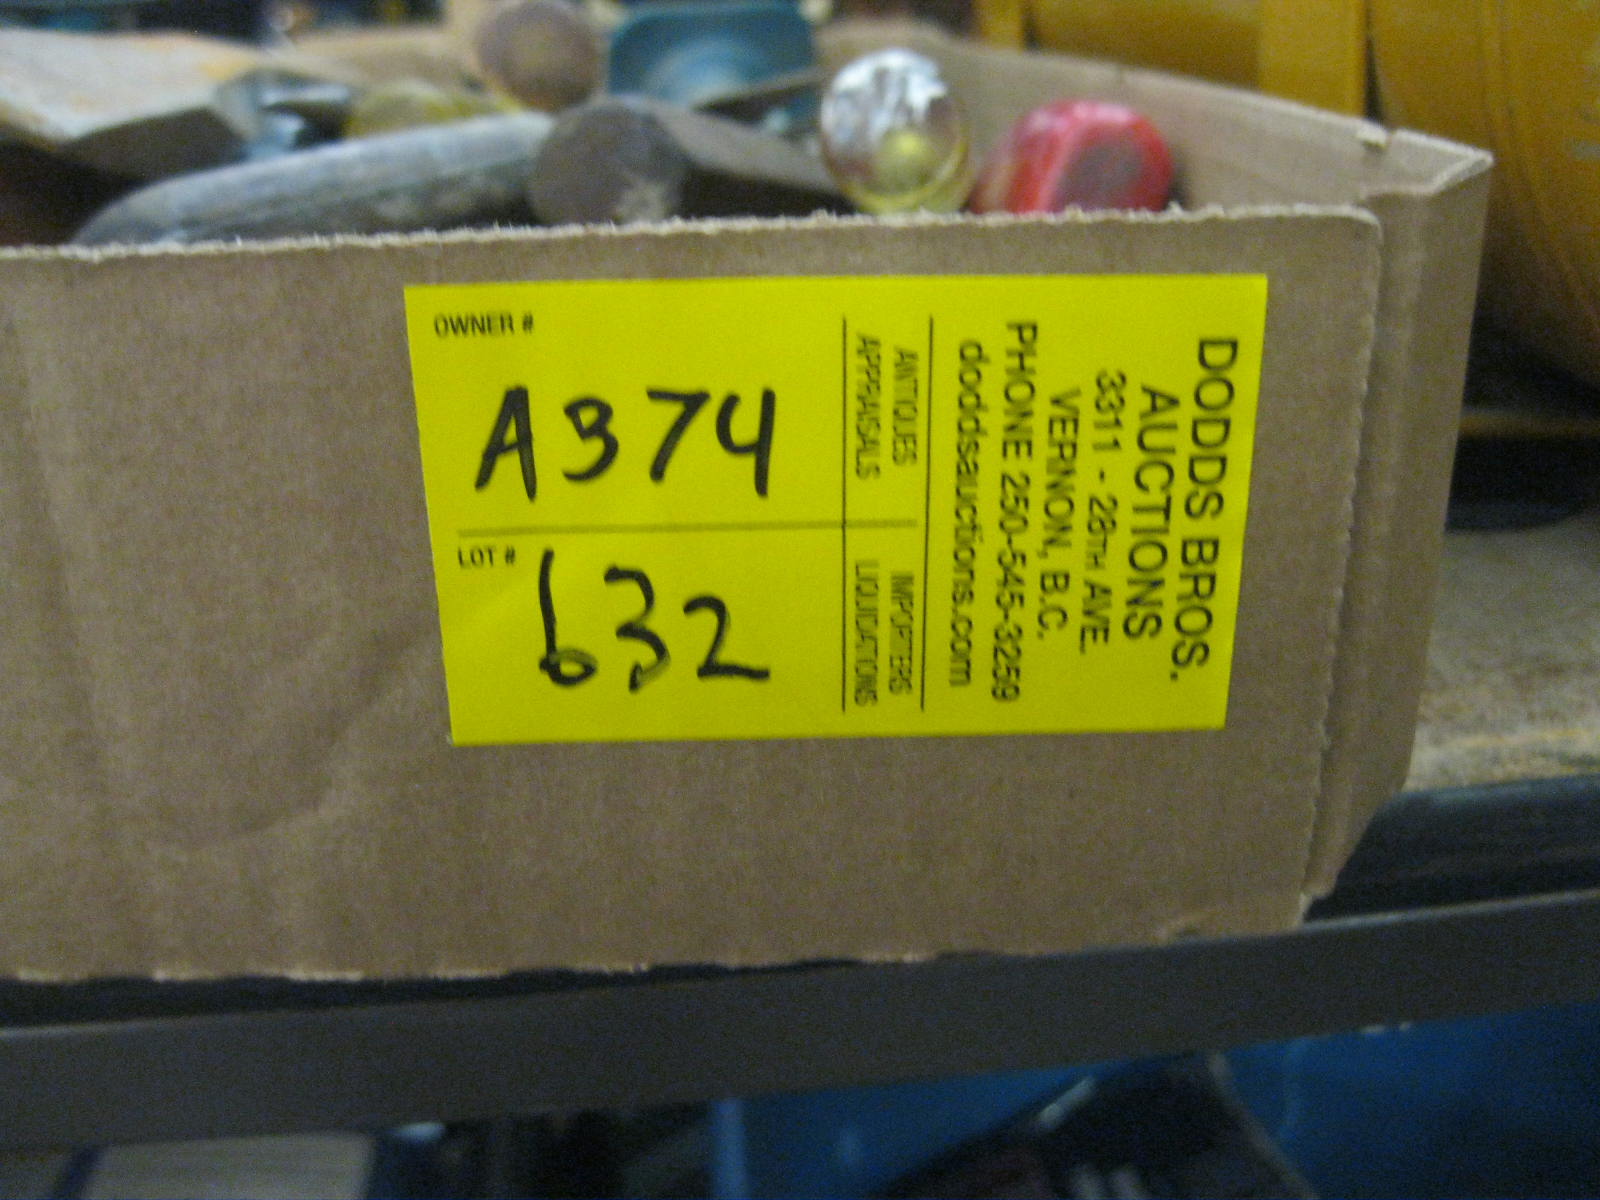 OWNER #
A374
LOT #
632
ANTIQUES
APPRAISALS
IMPORTERS
LIQUIDATIONS
DODDS BROS.
AUCTIONS
3311 - 28TH AVE.
VERNON, B.C.
PHONE 250-545-3259
doddsauctions.com